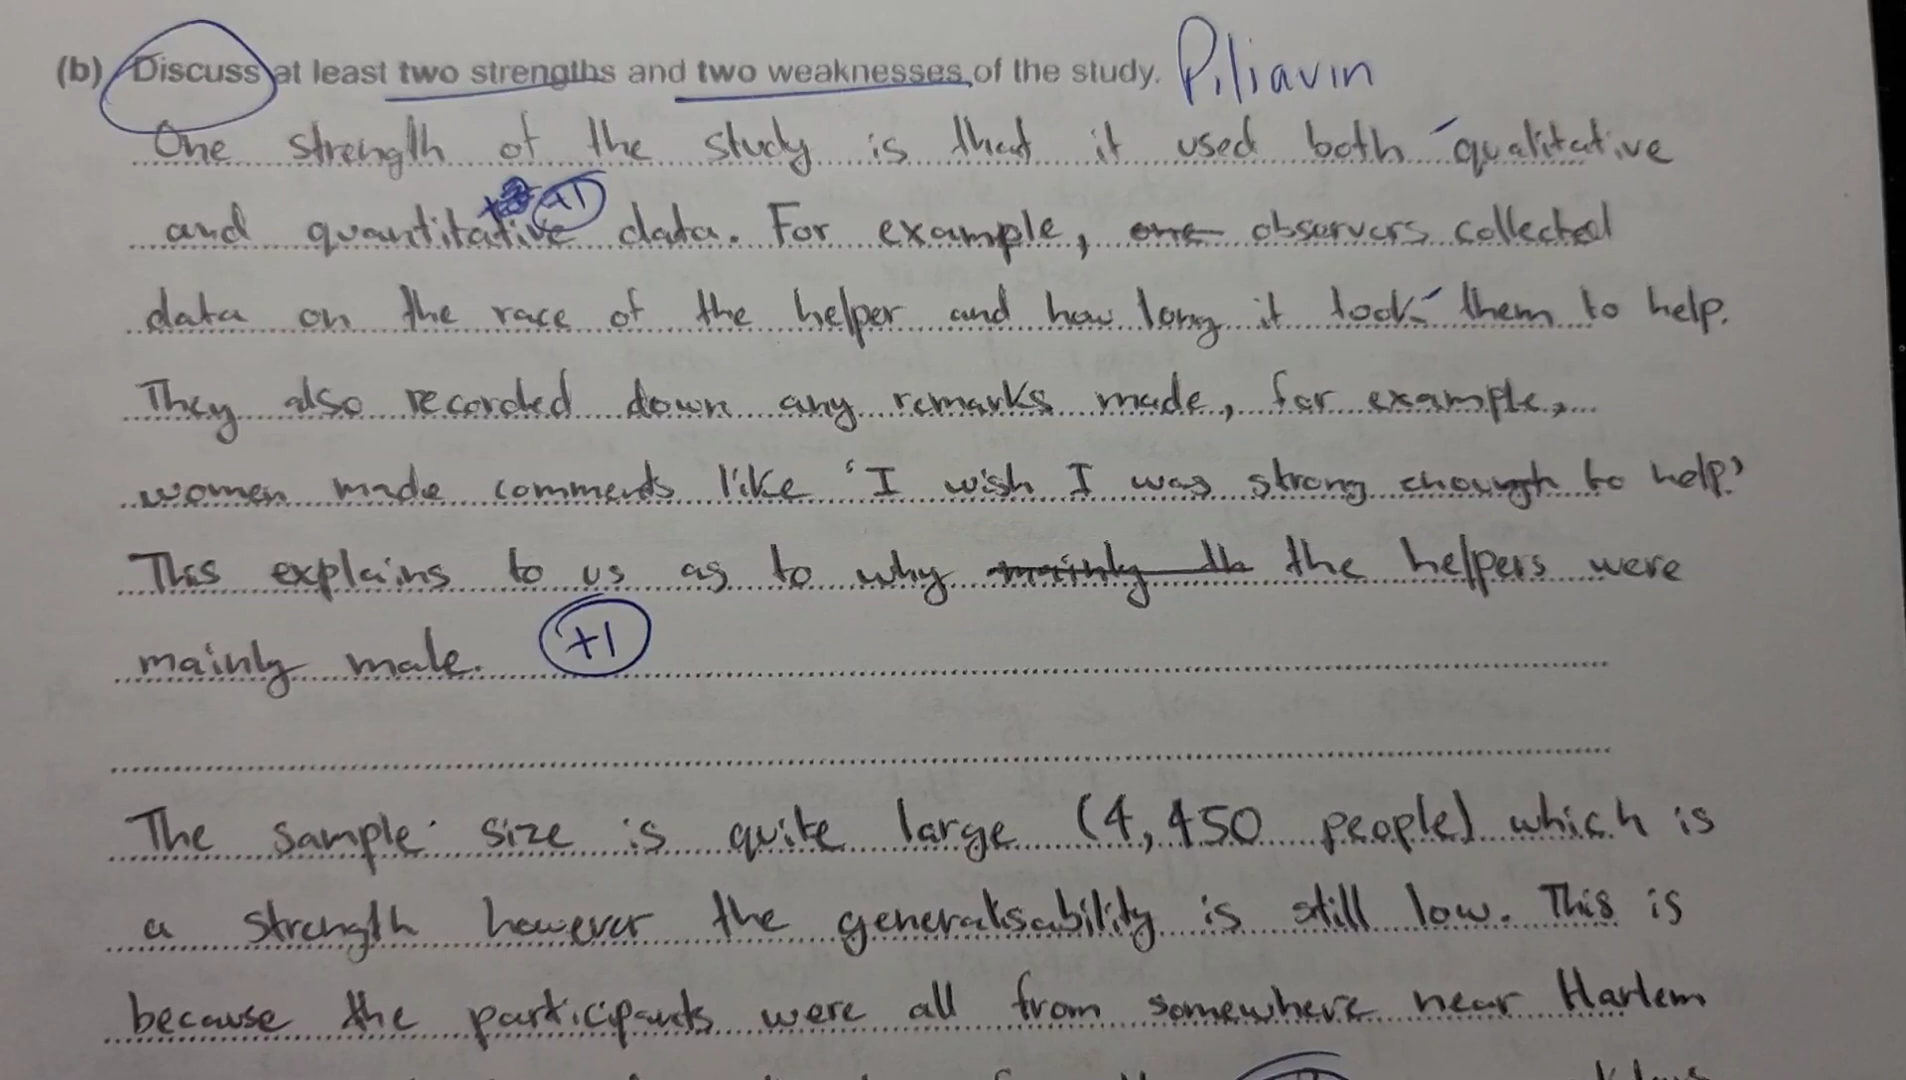 (b) Discuss at least two strengths and two weaknesses of the study. Piliavin
One strength of the study is that it used both qualitative
+1
and quantitative data. For example, one observers collected
data on the race of the helper and how long it took them to help.
They also recorded down any remarks made, for example,
women made comments like 'I wish I was strong enough to help.'
This explains to us as to why mainly th the helpers were
mainly male. +1
The sample size is quite large (4,450 people) which is
a strength however the generalisability is still low. This is
because the participants were all from somewhere near Harlem